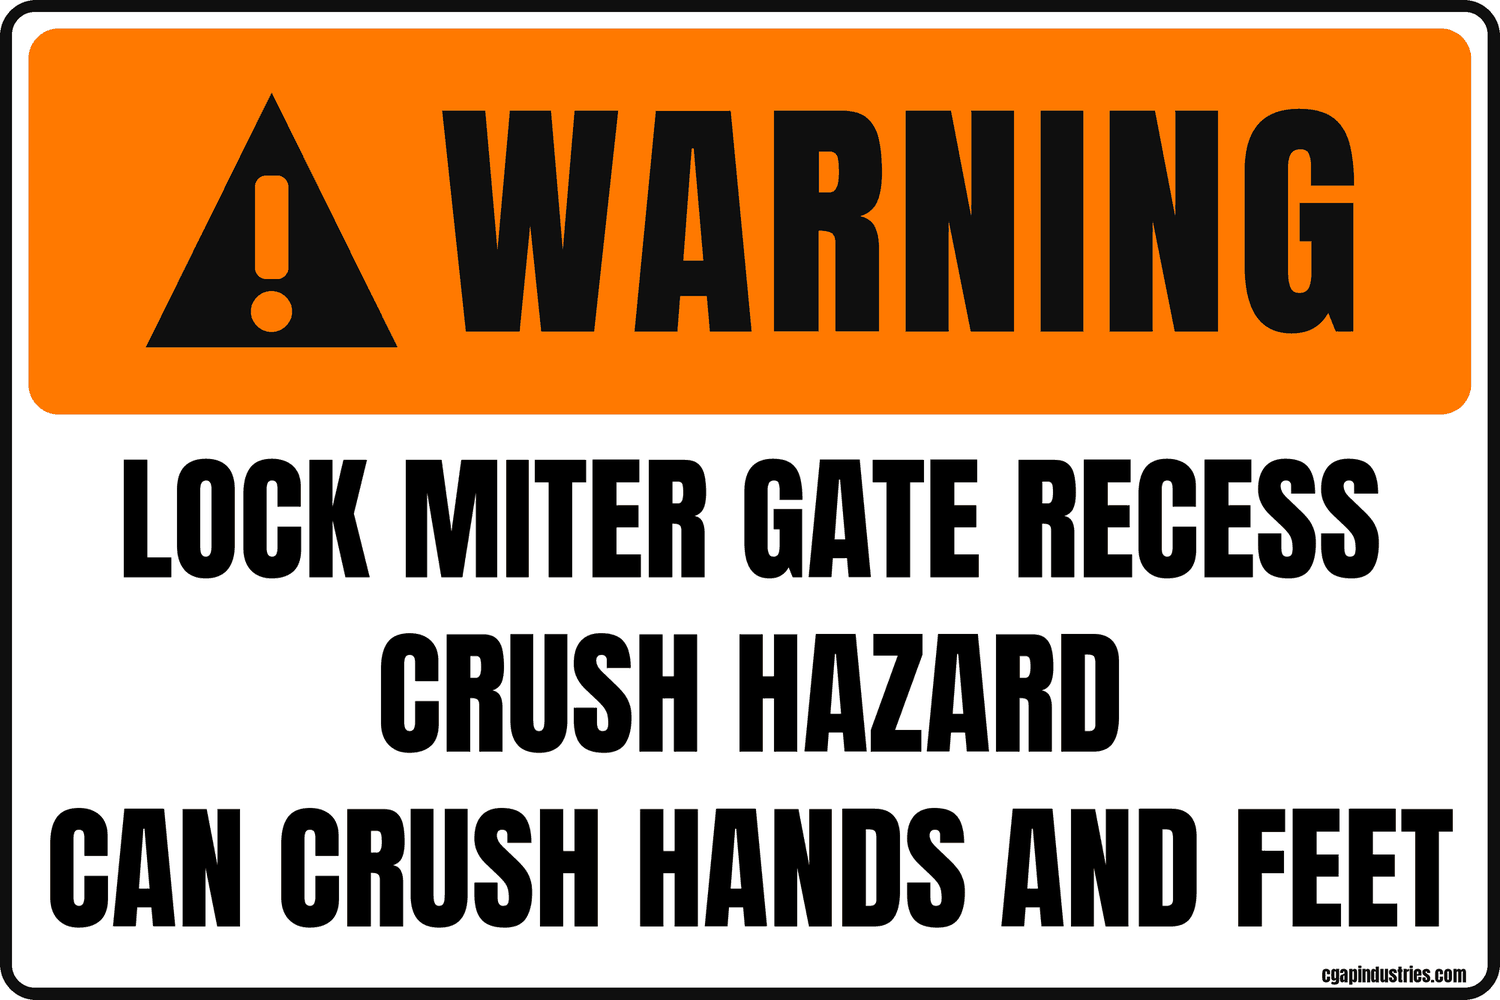 WARNING
LOCK MITER GATE RECESS
CRUSH HAZARD
CAN CRUSH HANDS AND FEET
cgapindustries.com